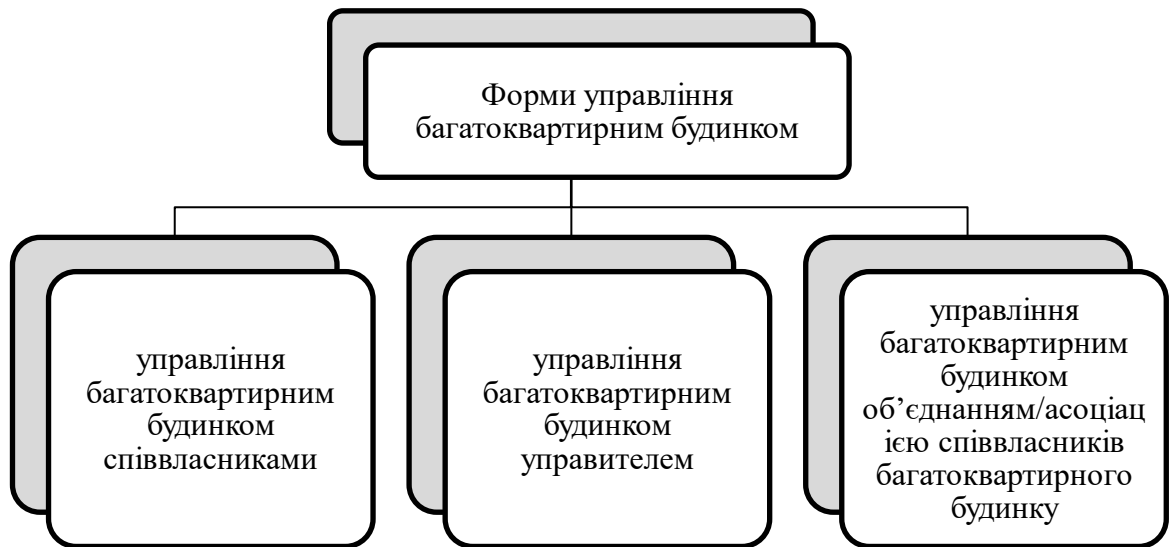 Форми управління
багатоквартирним будинком
управління
багатоквартирним
будинком
співвласниками
управління
багатоквартирним
будинком
управителем
управління
багатоквартирним
будинком
об’єднанням/асоціац
ією співвласників
багатоквартирного
будинку